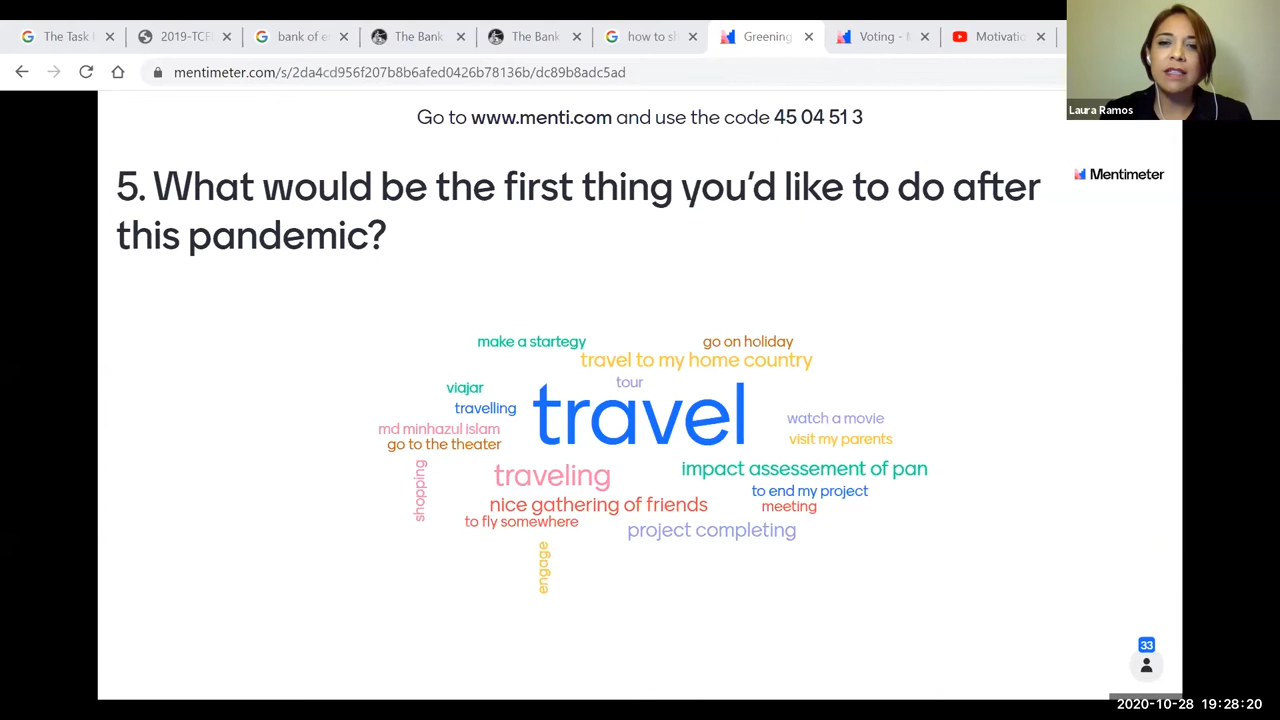 The Task
2019-TCF
bank of e
The Bank
The Bank
how to s
Greening
Voting -
Motivati
mentimeter.com/s/2da4cd956f207b8b6afed0426b78136b/dc89b8adc5ad
Laura Ramos
Go to www.menti.com and use the code 45 04 51 3
5. What would be the first thing you'd like to do after
this pandemic?
Mentimeter
make a startegy
go on holiday
travel to my home country
tour
viajar
travel
travelling
watch a movie
md minhazul islam
visit my parents
go to the theater
shopping
traveling
impact assessement of pan
to end my project
nice gathering of friends
meeting
to fly somewhere
project completing
engage
33
2020-10-28 19:28:20